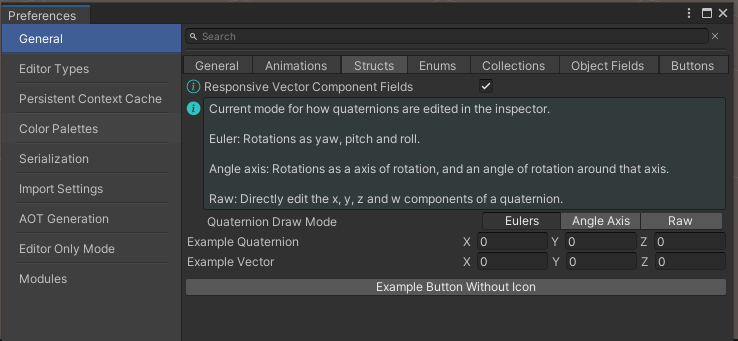 Preferences
General
Editor Types
Persistent Context Cache
Color Palettes
Serialization
Import Settings
AOT Generation
Editor Only Mode
Modules
Search
General Animations Structs Enums Collections Object Fields Buttons
Responsive Vector Component Fields
Current mode for how quaternions are edited in the inspector.
Euler: Rotations as yaw, pitch and roll.
Angle axis: Rotations as a axis of rotation, and an angle of rotation around that axis.
Raw: Directly edit the x, y, z and w components of a quaternion.
Quaternion Draw Mode Eulers Angle Axis Raw
Example Quaternion X 0 Y 0 Z 0
Example Vector X 0 Y 0 Z 0
Example Button Without Icon